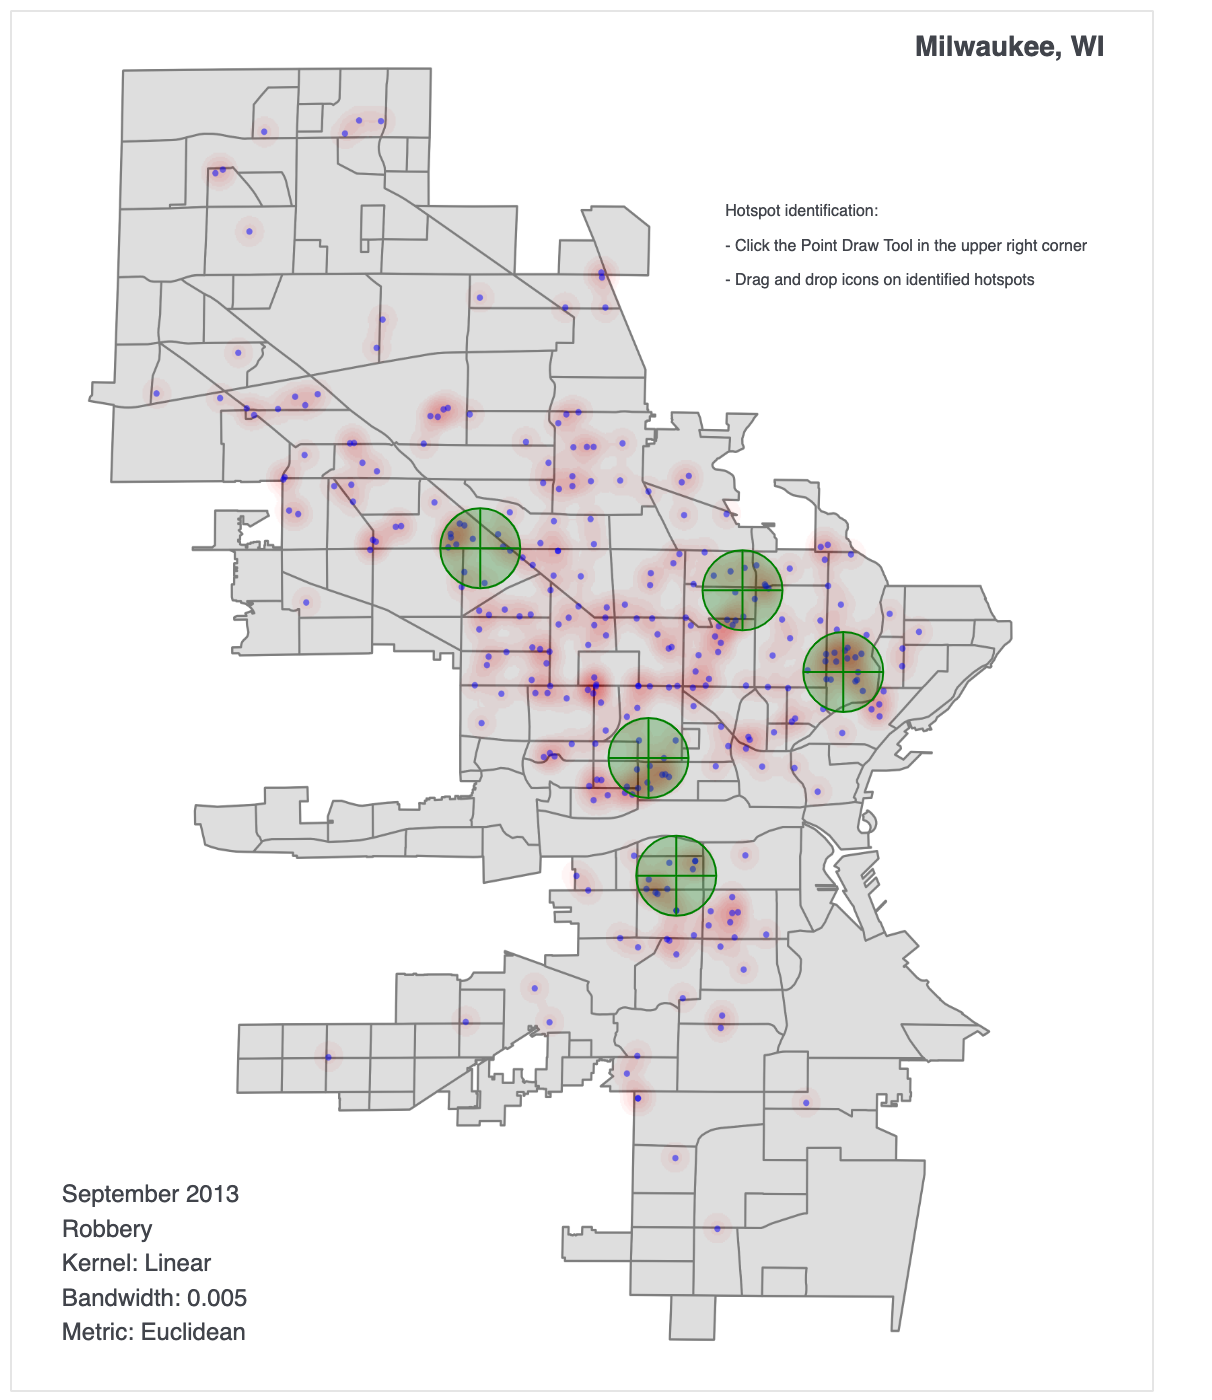 Milwaukee, WI
Hotspot identification:
- Click the Point Draw Tool in the upper right corner
- Drag and drop icons on identified hotspots
September 2013
Robbery
Kernel: Linear
Bandwidth: 0.005
Metric: Euclidean